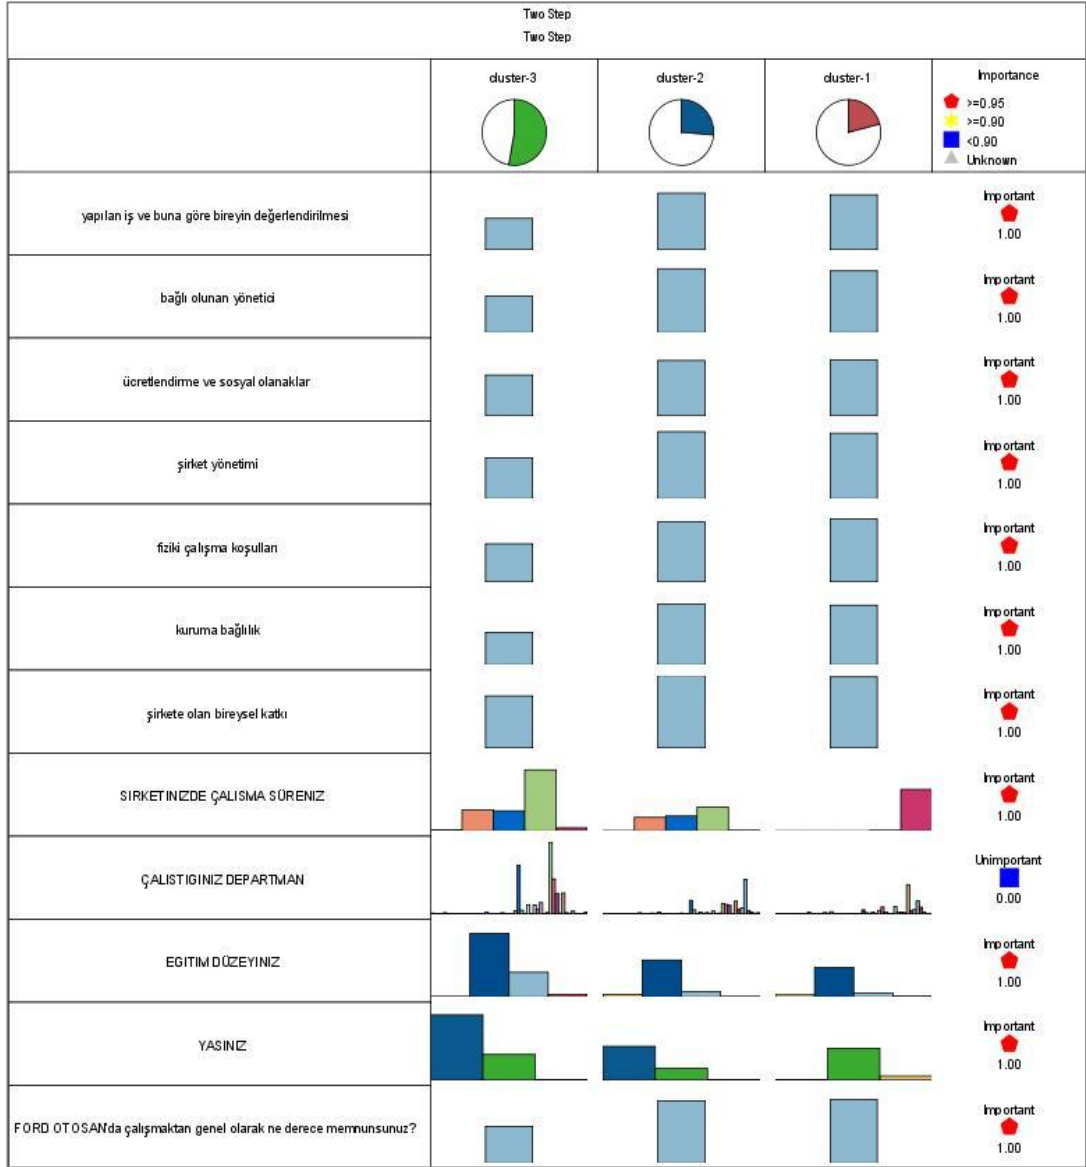 Two Step
Two Step
cluster-3
cluster-2
cluster-1
Importance
>=0.95
>=0.90
<0.90
Unknown
yapılan iş ve buna göre bireyin değerlendirilmesi
Important
1.00
bağlı olunan yönetici
Important
1.00
ücretlendirme ve sosyal olanaklar
Important
1.00
şirket yönetimi
Important
1.00
fiziki çalışma koşulları
Important
1.00
kuruma bağlılık
Important
1.00
şirkete olan bireysel katkı
Important
1.00
SIRKETINIZDE ÇALISMA SÜRENIZ
Important
1.00
ÇALISTIGINIZ DEPARTMAN
Unimportant
0.00
EGITIM DÜZEYINIZ
Important
1.00
YASINIZ
Important
1.00
FORD OTOSAN'da çalışmaktan genel olarak ne derece memnunsunuz?
Important
1.00